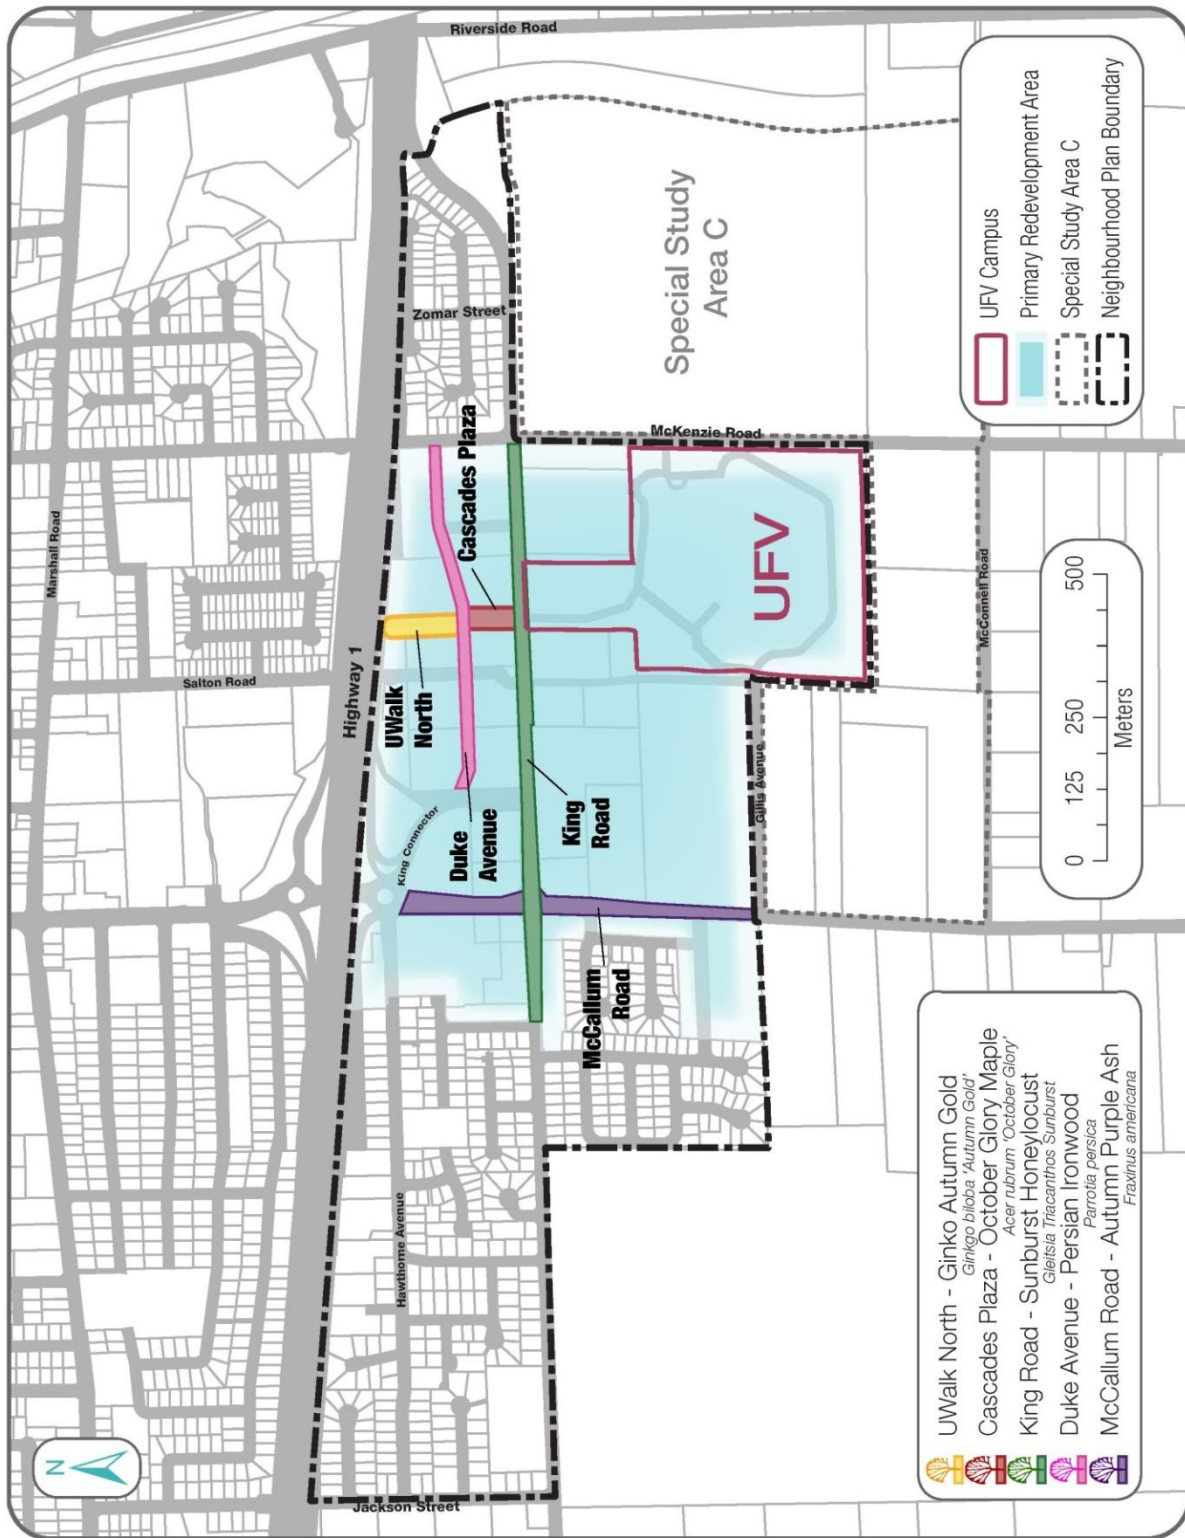 N
Riverside Road
Marshall Road
Salton Road
Highway 1
Zomar Street
Special Study
Area C
Cascades Plaza
McKenzie Road
UWalk
North
King Connector
Duke
Avenue
King
Road
UFV
Gillis Avenue
McConnell Road
McCallum
Road
Hawthorne Avenue
Jackson Street
UWalk North - Ginko Autumn Gold
Ginkgo biloba 'Autumn Gold'
Cascades Plaza - October Glory Maple
Acer rubrum 'October Glory'
King Road - Sunburst Honeylocust
Gleitsia Triacanthos Sunburst
Duke Avenue - Persian Ironwood
Parrotia persica
McCallum Road - Autumn Purple Ash
Fraxinus americana
0 125 250 500
Meters
UFV Campus
Primary Redevelopment Area
Special Study Area C
Neighbourhood Plan Boundary